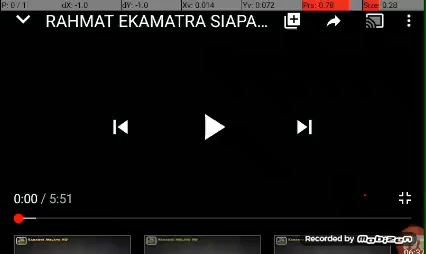 P: 0 / 1 dX: -1.0 dY: -1.0 Xv: 0.014 Yv: 0.072 Prs: 0.78 Size: 0.28
RAHMAT EKAMATRA SIAPA...
0:00 / 5:51
Recorded by mobizen